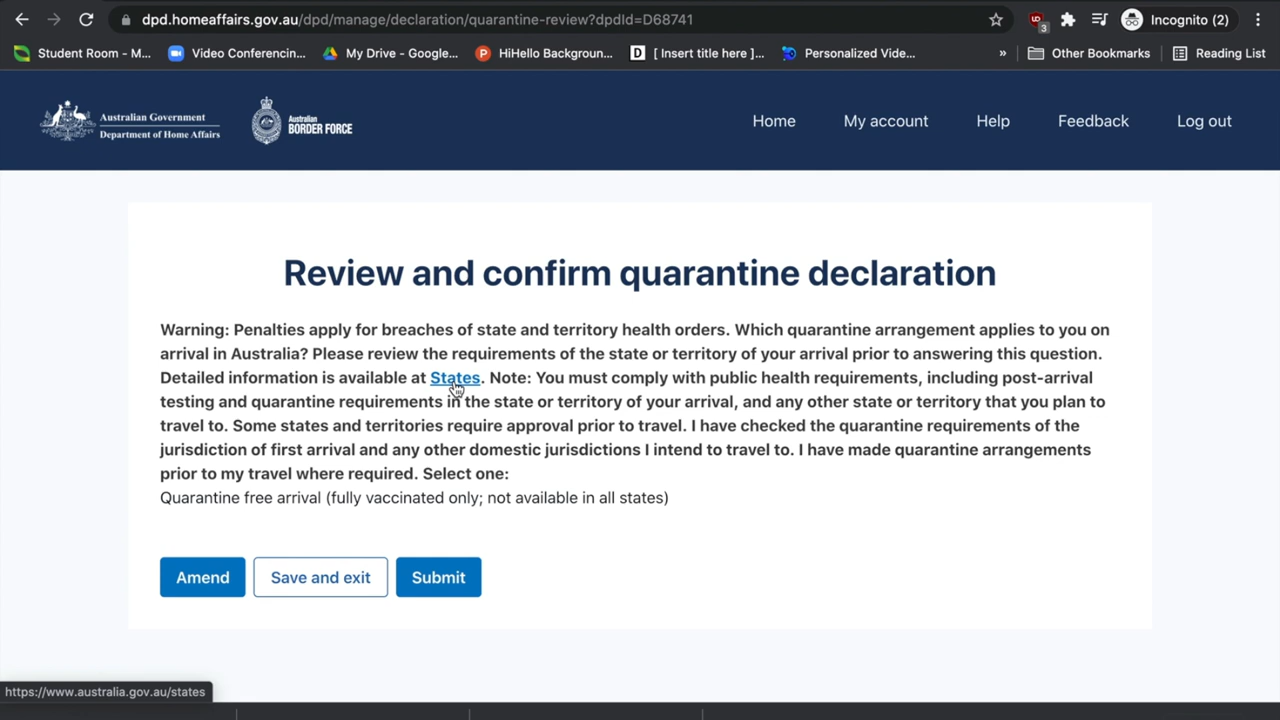 dpd.homeaffairs.gov.au/dpd/manage/declaration/quarantine-review?dpdId=D68741
3
Incognito (2)
Student Room - M...
Video Conferencin...
My Drive - Google...
P
HiHello Backgroun...
D
[ Insert title here ]...
Personalized Vide...
»
Other Bookmarks
Reading List
Australian Government
Department of Home Affairs
Australian
BORDER FORCE
Home
My account
Help
Feedback
Log out
Review and confirm quarantine declaration
Warning: Penalties apply for breaches of state and territory health orders. Which quarantine arrangement applies to you on
arrival in Australia? Please review the requirements of the state or territory of your arrival prior to answering this question.
Detailed information is available at States. Note: You must comply with public health requirements, including post-arrival
testing and quarantine requirements in the state or territory of your arrival, and any other state or territory that you plan to
travel to. Some states and territories require approval prior to travel. I have checked the quarantine requirements of the
jurisdiction of first arrival and any other domestic jurisdictions I intend to travel to. I have made quarantine arrangements
prior to my travel where required. Select one:
Quarantine free arrival (fully vaccinated only; not available in all states)
Amend
Save and exit
Submit
https://www.australia.gov.au/states